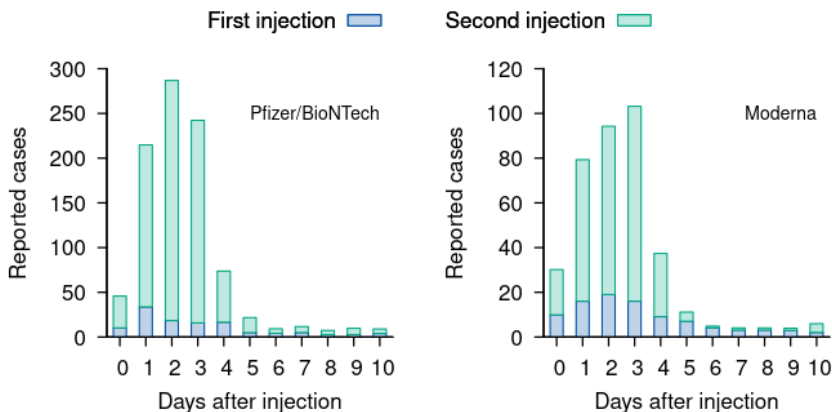 First injection
Second injection
Pfizer/BioNTech
Reported cases
300
250
200
150
100
50
0
0 1 2 3 4 5 6 7 8 9 10
Days after injection
Moderna
Reported cases
120
100
80
60
40
20
0
0 1 2 3 4 5 6 7 8 9 10
Days after injection